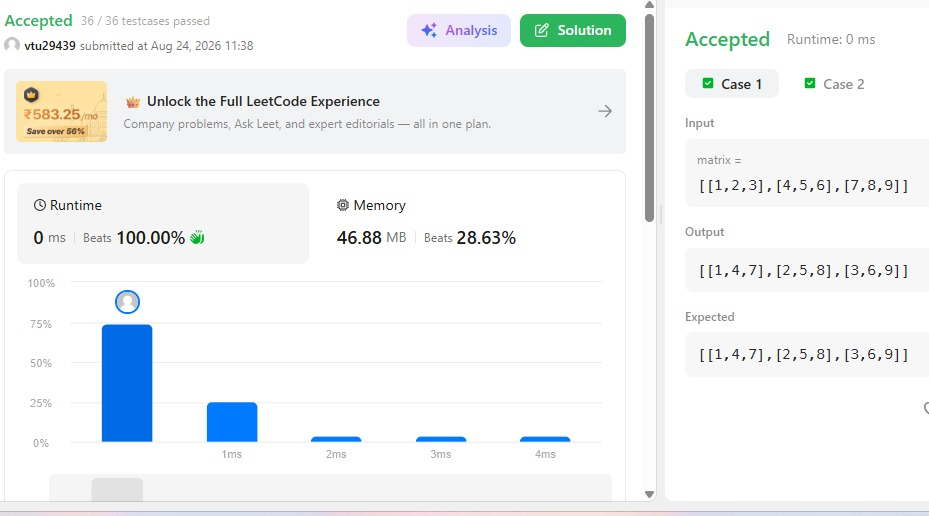 Accepted 36 / 36 testcases passed
vtu29439 submitted at Aug 24, 2026 11:38
Analysis
Solution
₹583.25/mo
Save over 56%
Unlock the Full LeetCode Experience
Company problems, Ask Leet, and expert editorials — all in one plan.
Runtime
0 ms Beats 100.00%
Memory
46.88 MB Beats 28.63%
100%
75%
50%
25%
0%
1ms 2ms 3ms 4ms
Accepted Runtime: 0 ms
Case 1 Case 2
Input
matrix =
[[1,2,3],[4,5,6],[7,8,9]]
Output
[[1,4,7],[2,5,8],[3,6,9]]
Expected
[[1,4,7],[2,5,8],[3,6,9]]